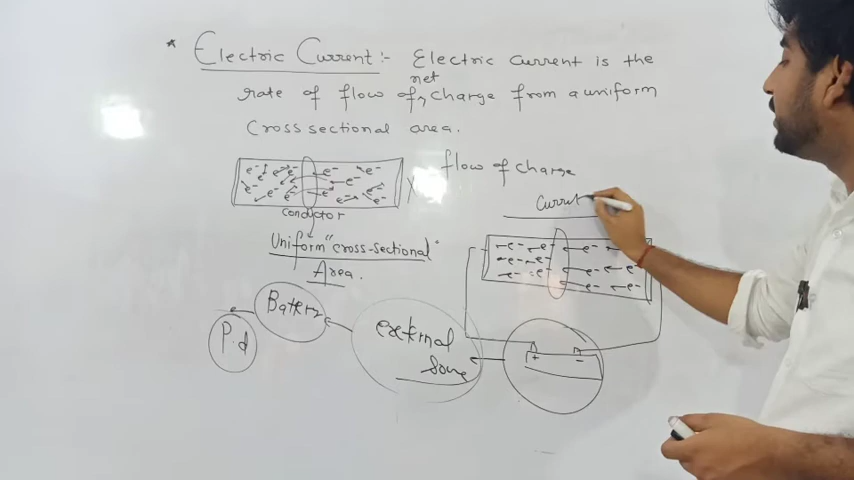 * Electric Current :- Electric current is the
rate of flow of net charge from a uniform
Cross sectional area.
flow of charge
e- e- e- e- e- e- e- e- e- e- e- e-
conductor
Current
Uniform "cross-sectional"
Area.
e- e- e- e-
e- e- e- e-
e- e- e-
Battery
P.d
external
+ -